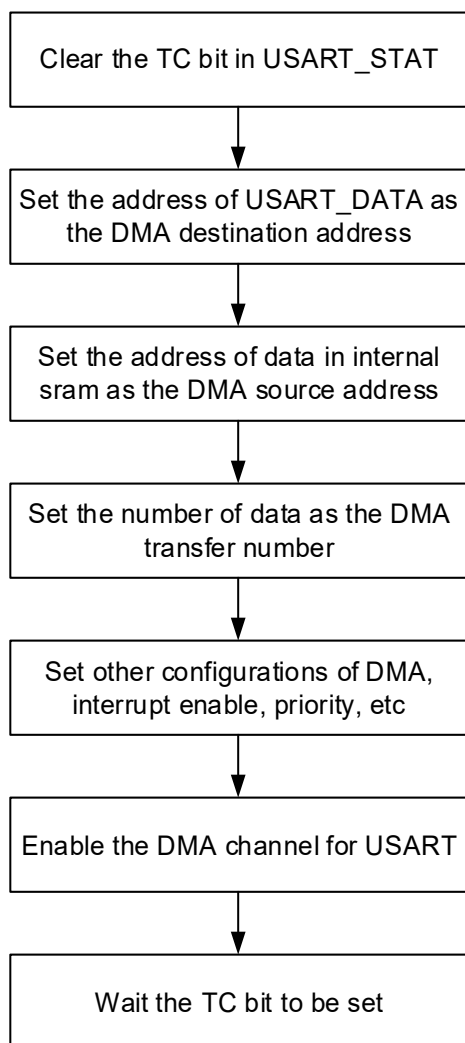 Clear the TC bit in USART_STAT
Set the address of USART_DATA as
the DMA destination address
Set the address of data in internal
sram as the DMA source address
Set the number of data as the DMA
transfer number
Set other configurations of DMA,
interrupt enable, priority, etc
Enable the DMA channel for USART
Wait the TC bit to be set